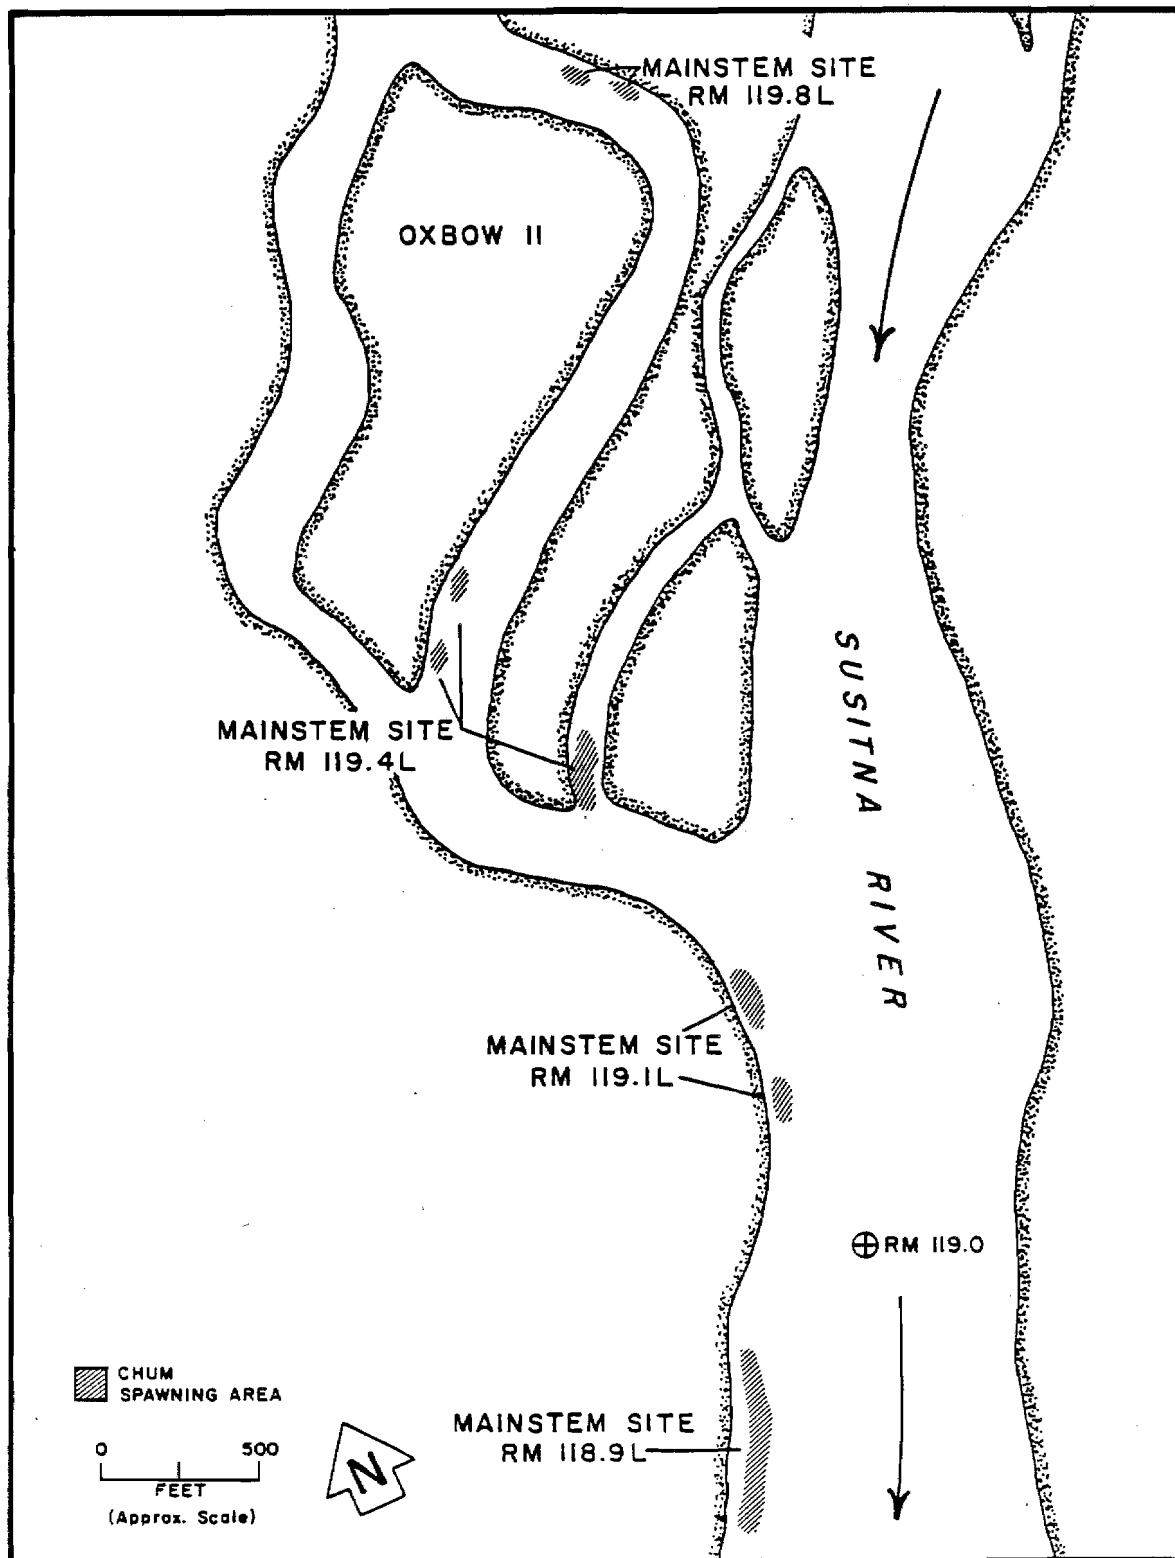 MAINSTEM SITE
RM 119.8L
OXBOW II
SUSITNA RIVER
MAINSTEM SITE
RM 119.4L
MAINSTEM SITE
RM 119.1L
⊕ RM 119.0
CHUM
SPAWNING AREA
MAINSTEM SITE
RM 118.9L
0 500
FEET
(Approx. Scale)
N